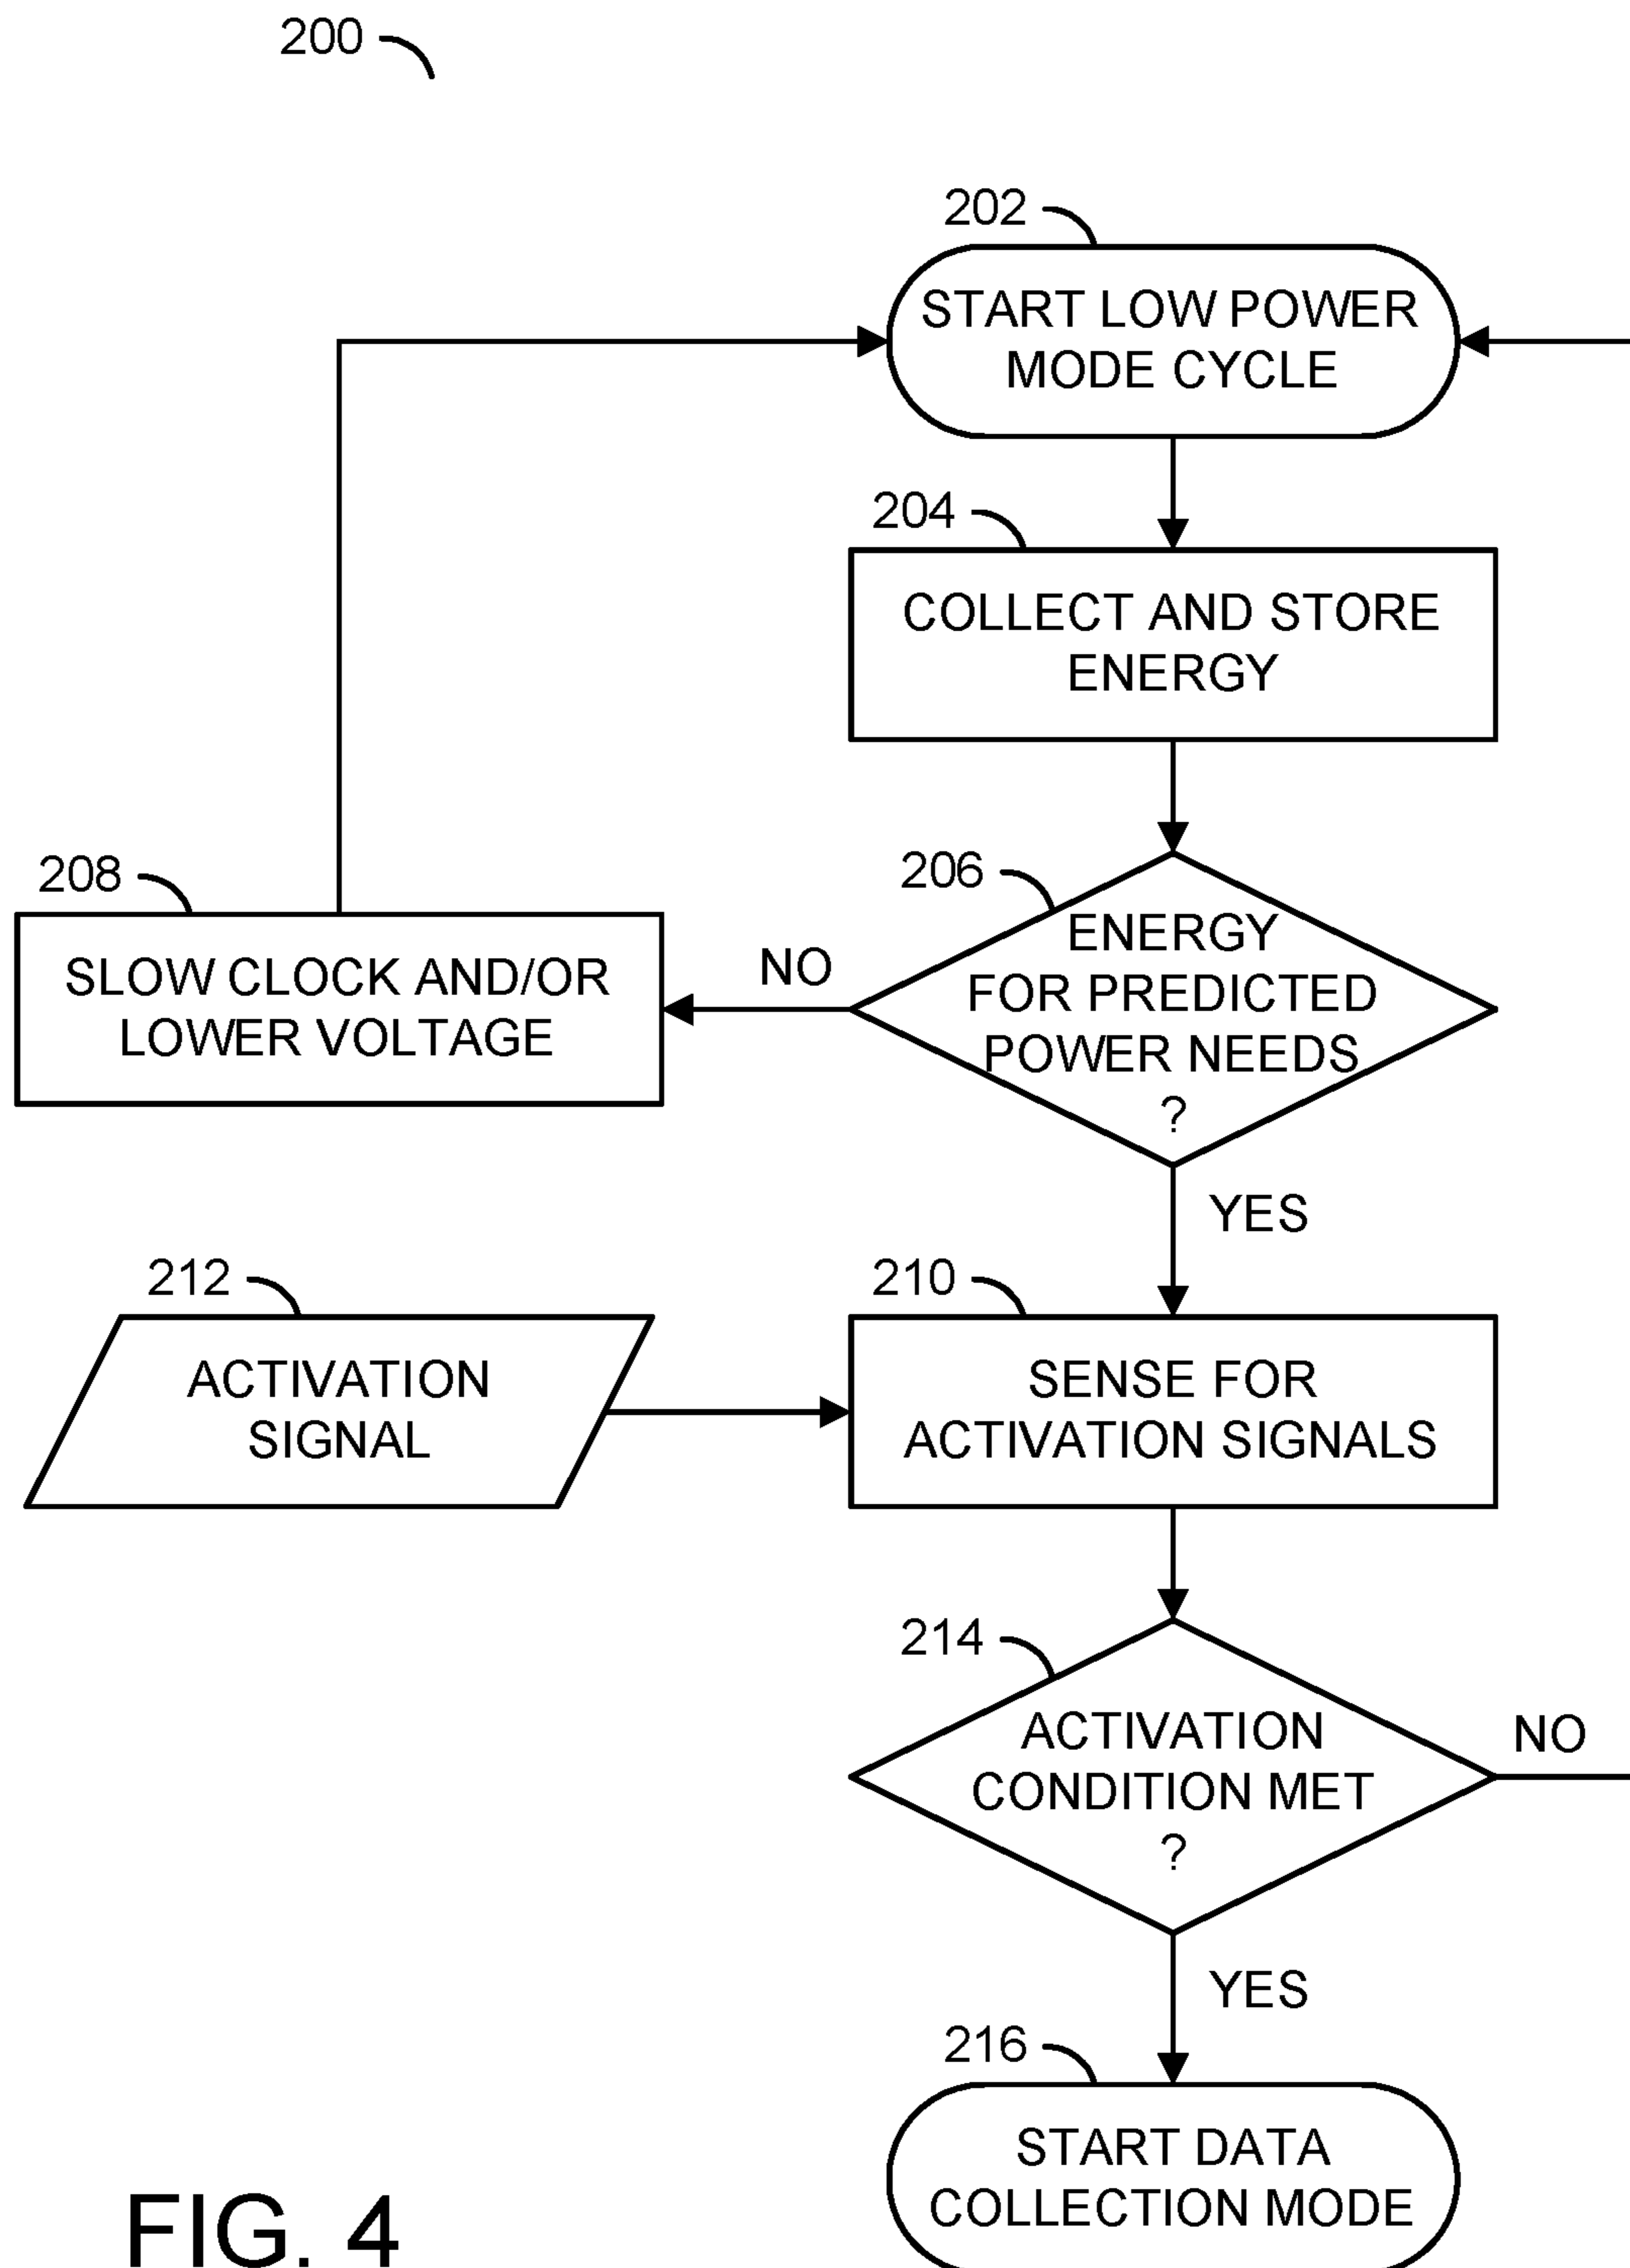 200
202
START LOW POWER
MODE CYCLE
204
COLLECT AND STORE
ENERGY
206
ENERGY
FOR PREDICTED
POWER NEEDS
?
NO
208
SLOW CLOCK AND/OR
LOWER VOLTAGE
YES
212
ACTIVATION
SIGNAL
210
SENSE FOR
ACTIVATION SIGNALS
214
ACTIVATION
CONDITION MET
?
NO
YES
216
START DATA
COLLECTION MODE
FIG. 4